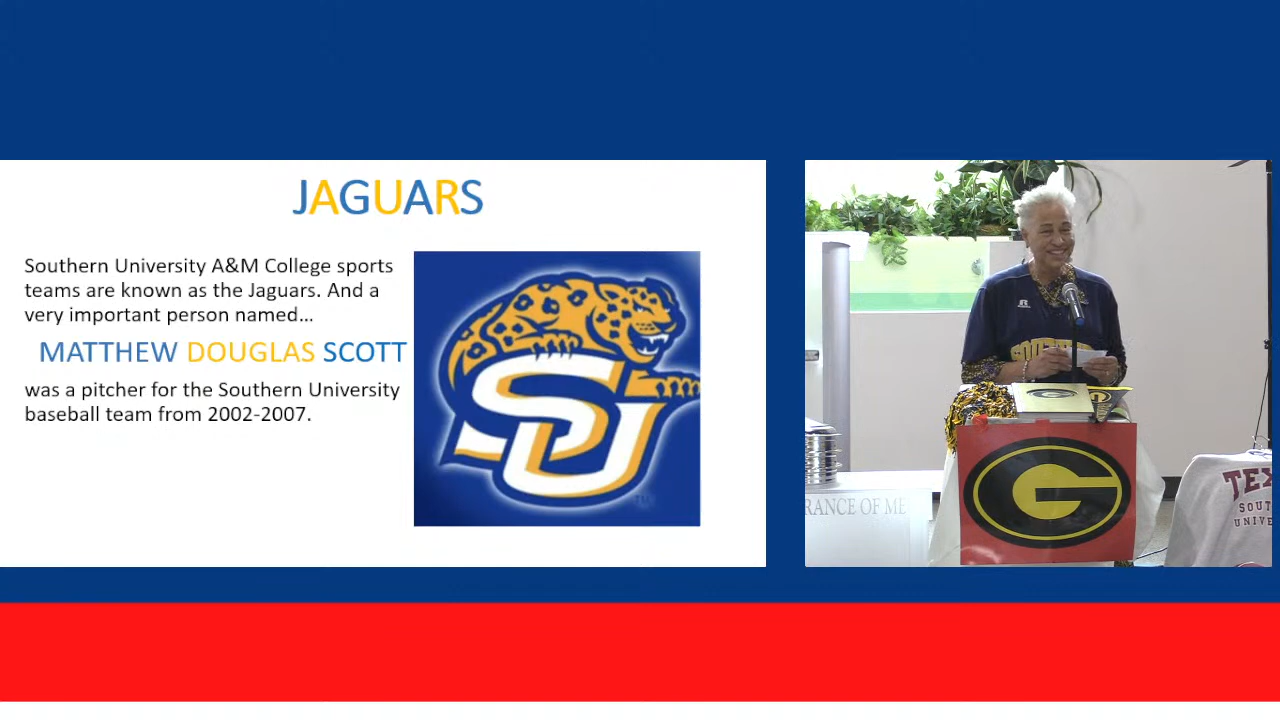 JAGUARS
Southern University A&M College sports
teams are known as the Jaguars. And a
very important person named...
MATTHEW DOUGLAS SCOTT
was a pitcher for the Southern University
baseball team from 2002-2007.
SU
R
SOUTHERN
G
RANCE OF ME
TEX
SOUT
UNIVE